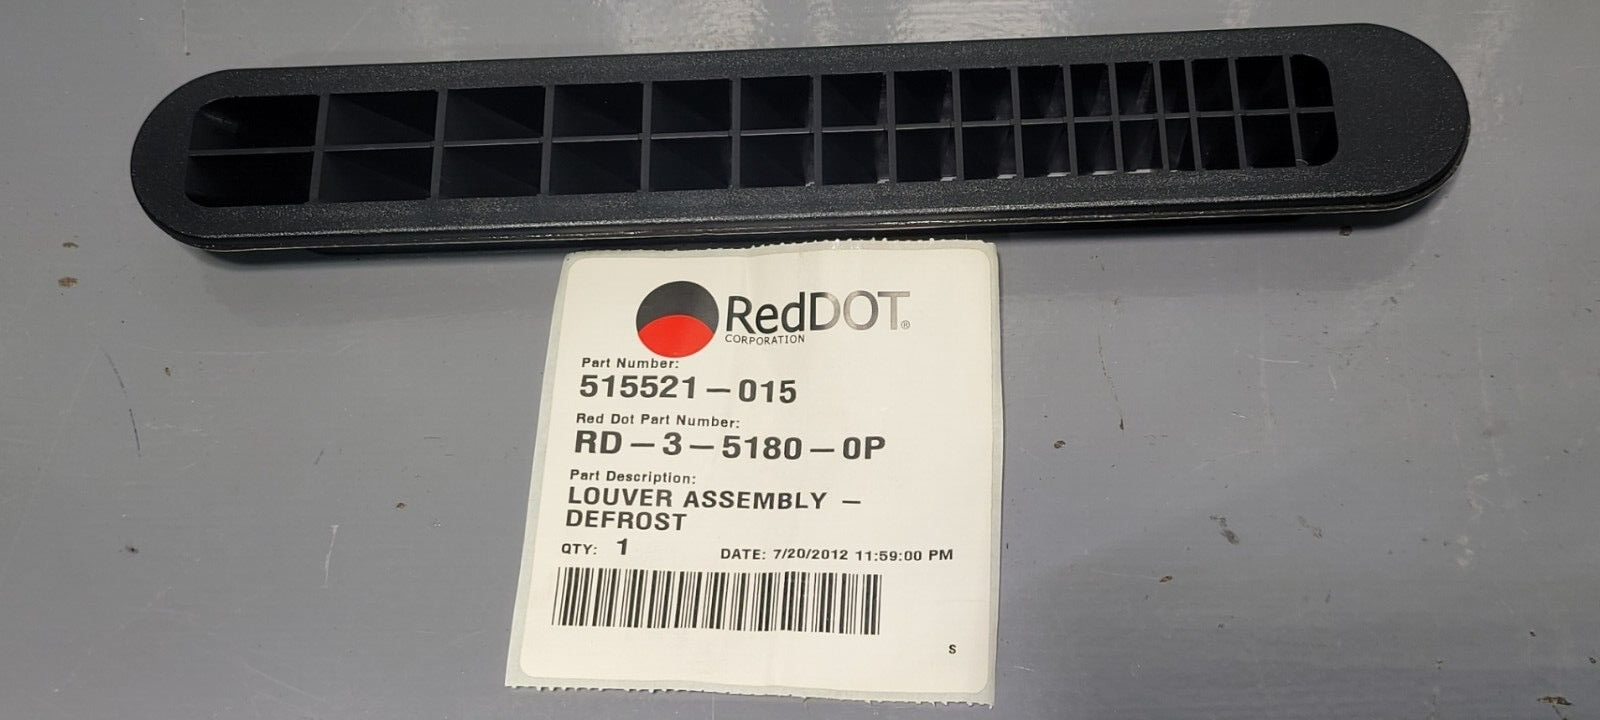 RedDOT®
CORPORATION
Part Number:
515521-015
Red Dot Part Number:
RD-3-5180-0P
Part Description:
LOUVER ASSEMBLY -
DEFROST
QTY: 1 DATE: 7/20/2012 11:59:00 PM
S